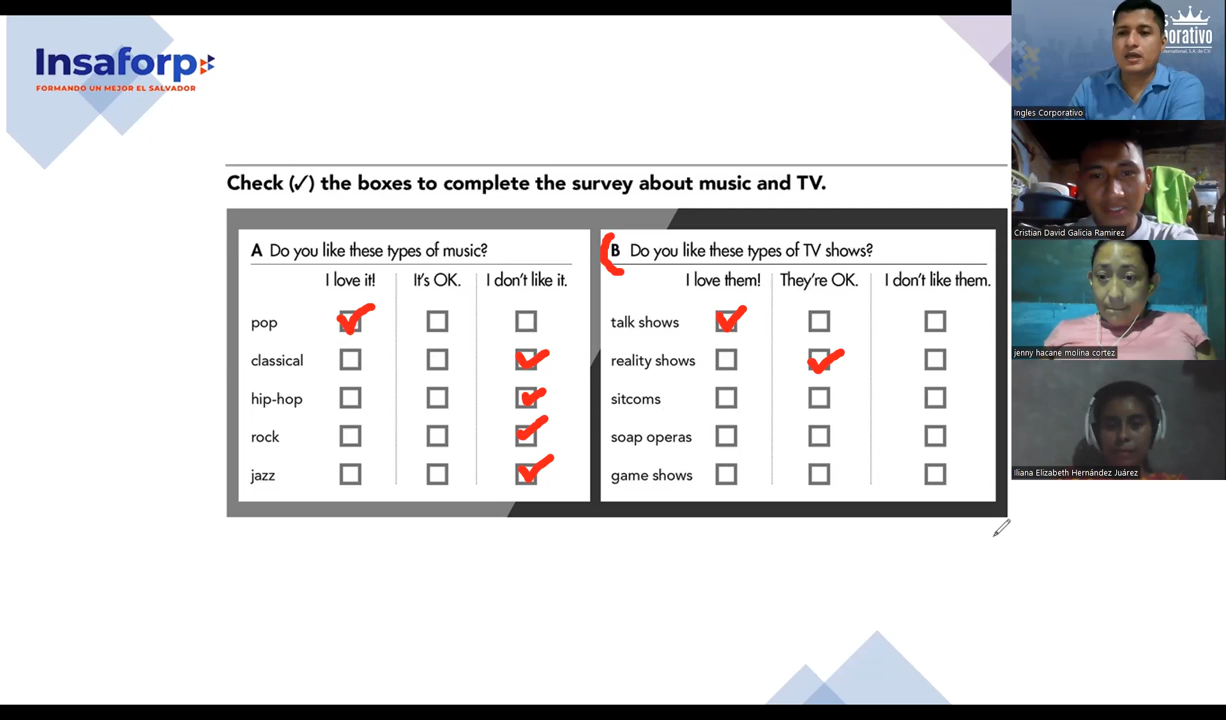 Insaforp
FORMANDO UN MEJOR EL SALVADOR
Check (✓) the boxes to complete the survey about music and TV.
A Do you like these types of music?
I love it! It's OK. I don't like it.
pop
classical
hip-hop
rock
jazz
B Do you like these types of TV shows?
I love them! They're OK. I don't like them.
talk shows
reality shows
sitcoms
soap operas
game shows
Ingles Corporativo
Cristian David Galicia Ramirez
jenny hacane molina cortez
Iliana Elizabeth Hernández Juárez